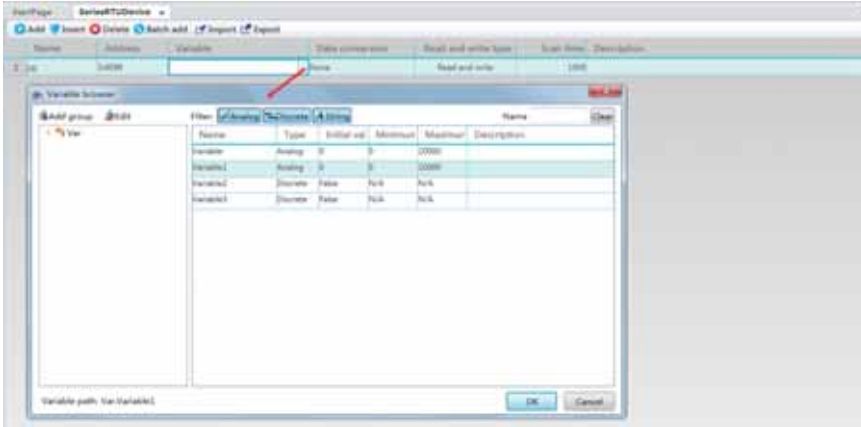 StartPage SeriesRTUDevice
Add Insert Delete Batch add Import Export
Name Address Variable Data conversion Read and write type Scan time Description
1 None Read and write 1000
Variable browser
Add group Edit Filter: Analog Discrete String Name Clear
Var
Name Type Initial val Minimum Maximum Description
Variable Analog 0 0 10000
Variable1 Analog 0 0 10000
Variable2 Discrete False N/A N/A
Variable3 Discrete False N/A N/A
Variable path: Var.Variable1 OK Cancel